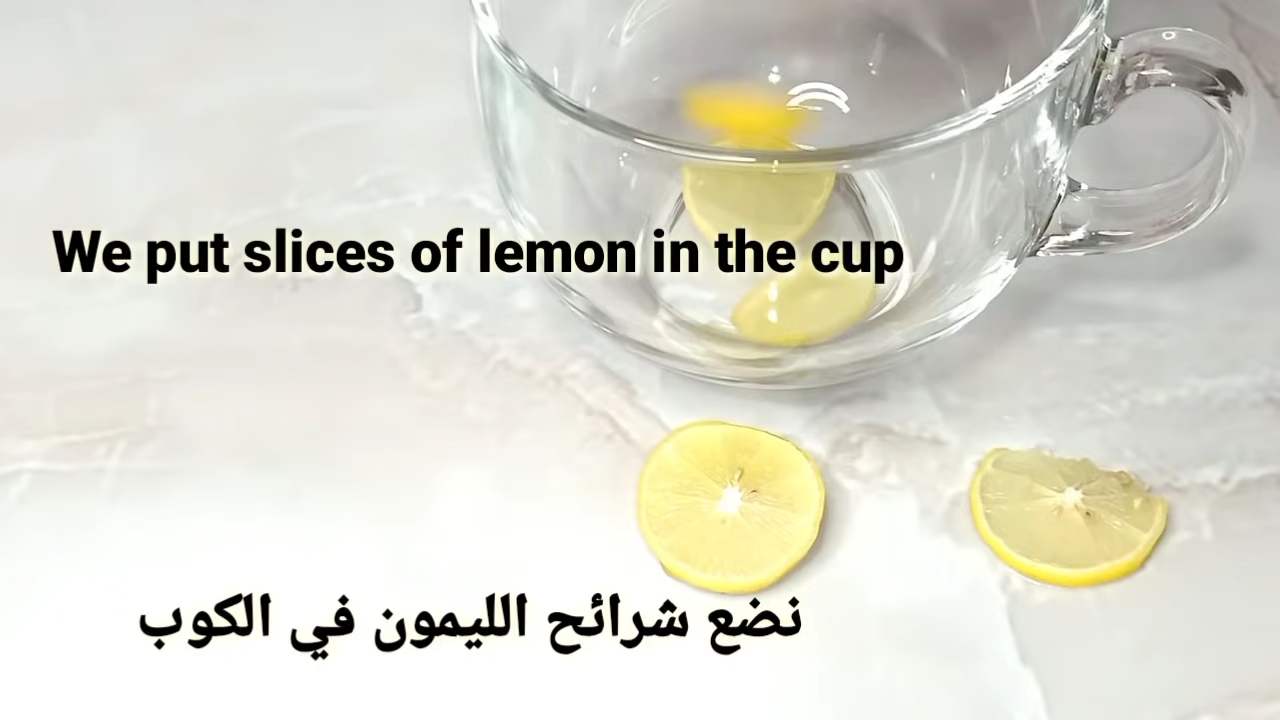 We put slices of lemon in the cup
نضع شرائح الليمون في الكوب